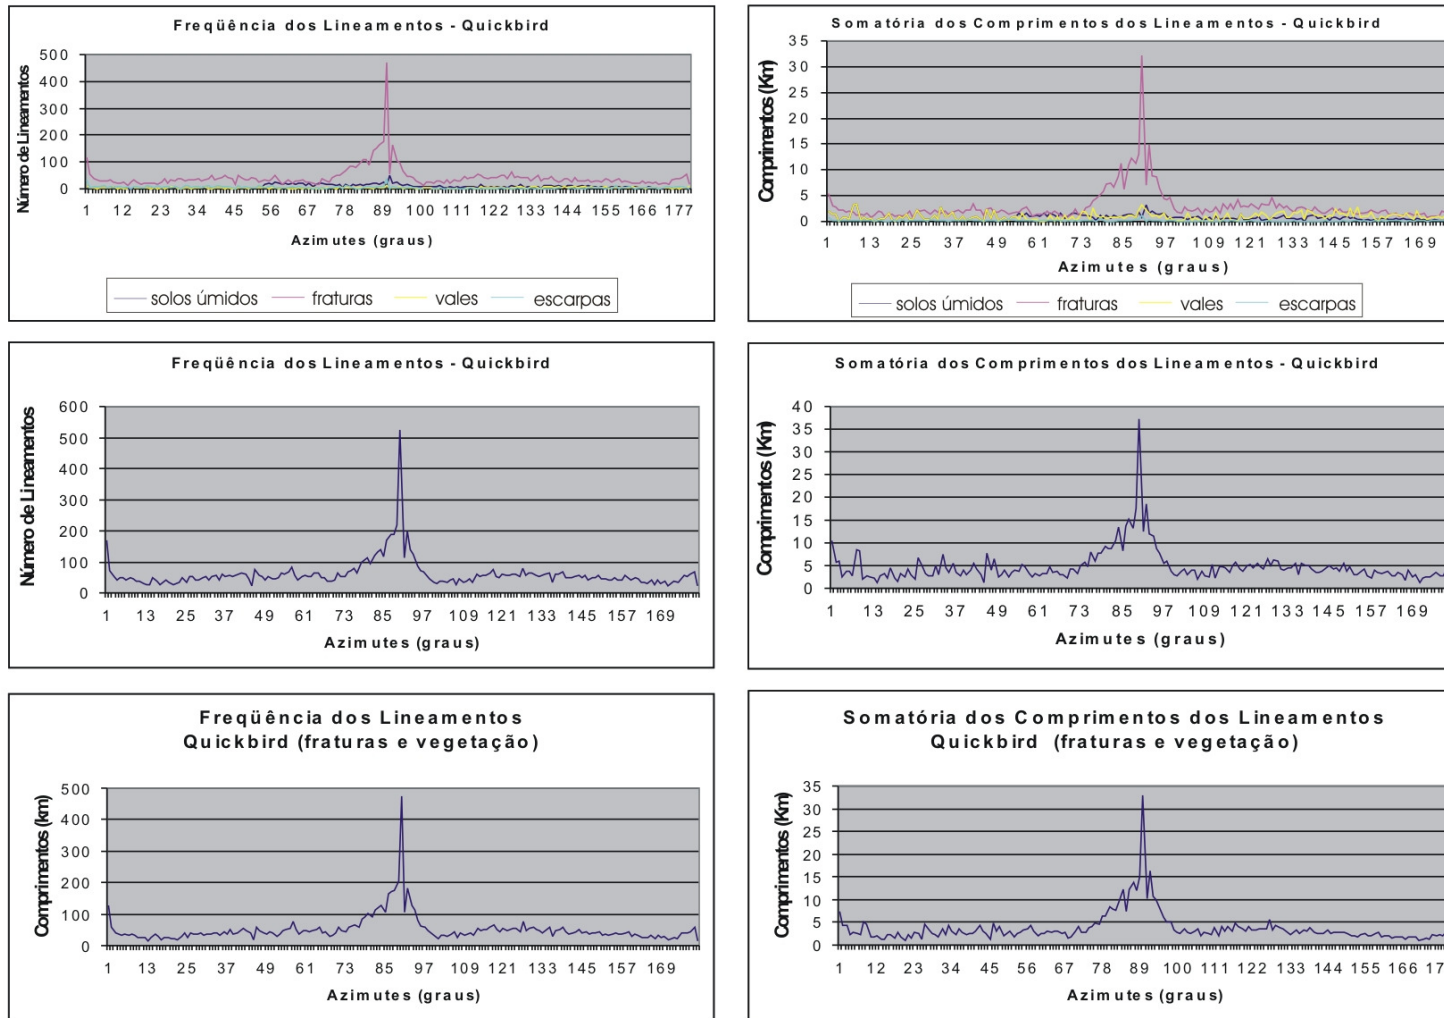 Freqüência dos Lineamentos - Quickbird
Número de Lineamentos
500
400
300
200
100
0
1 12 23 34 45 56 67 78 89 100 111 122 133 144 155 166 177
Azimutes (graus)
solos úmidos fraturas vales escarpas
Somatória dos Comprimentos dos Lineamentos - Quickbird
Comprimentos (Km)
35
30
25
20
15
10
5
0
1 13 25 37 49 61 73 85 97 109 121 133 145 157 169
Azimutes (graus)
solos úmidos fraturas vales escarpas
Freqüência dos Lineamentos - Quickbird
Número de Lineamentos
600
500
400
300
200
100
0
1 13 25 37 49 61 73 85 97 109 121 133 145 157 169
Azimutes (graus)
Somatória dos Comprimentos dos Lineamentos - Quickbird
Comprimentos (Km)
40
35
30
25
20
15
10
5
0
1 13 25 37 49 61 73 85 97 109 121 133 145 157 169
Azimutes (graus)
Freqüência dos Lineamentos
Quickbird (fraturas e vegetação)
Comprimentos (km)
500
400
300
200
100
0
1 13 25 37 49 61 73 85 97 109 121 133 145 157 169
Azimutes (graus)
Somatória dos Comprimentos dos Lineamentos
Quickbird (fraturas e vegetação)
Comprimentos (Km)
35
30
25
20
15
10
5
0
1 12 23 34 45 56 67 78 89 100 111 122 133 144 155 166
Azimutes (graus)